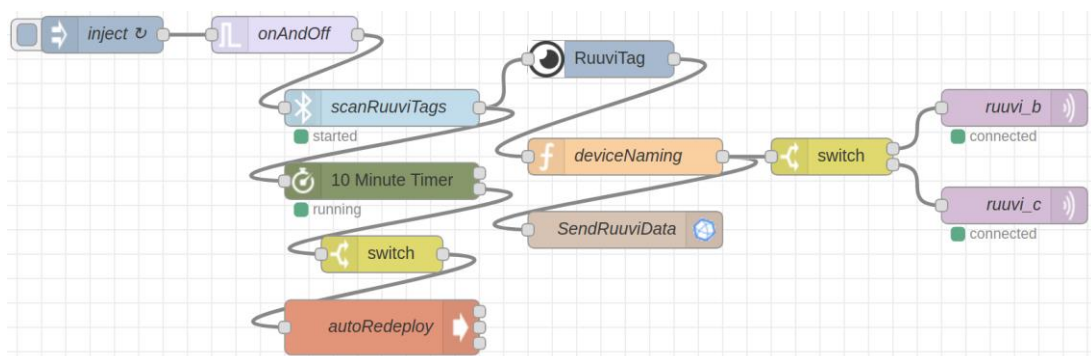 inject ↻
onAndOff
RuuviTag
scanRuuviTags
started
ruuvi_b
connected
deviceNaming
switch
10 Minute Timer
running
ruuvi_c
connected
SendRuuviData
switch
autoRedeploy